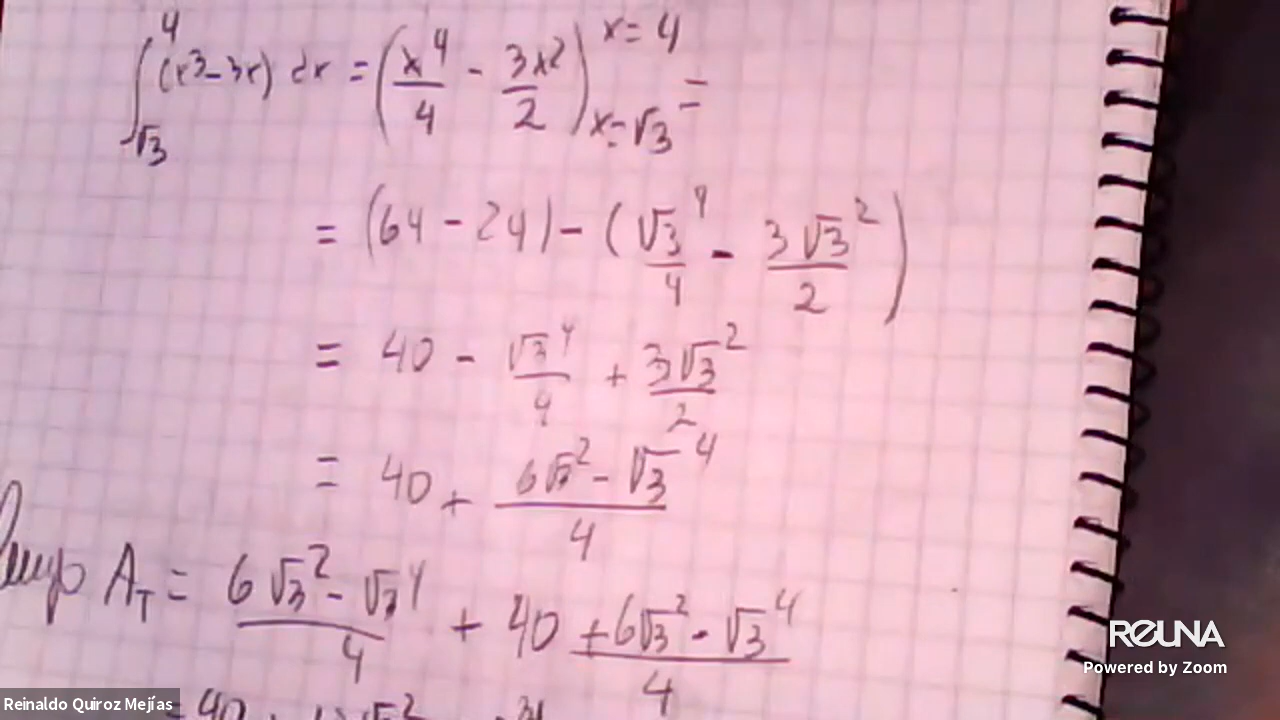 ∫_{√3}^{4} (x³-3x) dx = (x⁴/4 - 3x²/2)_{x=√3}^{x=4} =
= (64-24)-(√3⁴/4 - 3√3²/2)
= 40 - √3⁴/4 + 3√3²/2
= 40 + (6√3²-√3⁴)/4
Luego A_T = (6√3²-√3⁴)/4 + 40 + (6√3²-√3⁴)/4
REUNA
Powered by Zoom
Reinaldo Quiroz Mejías